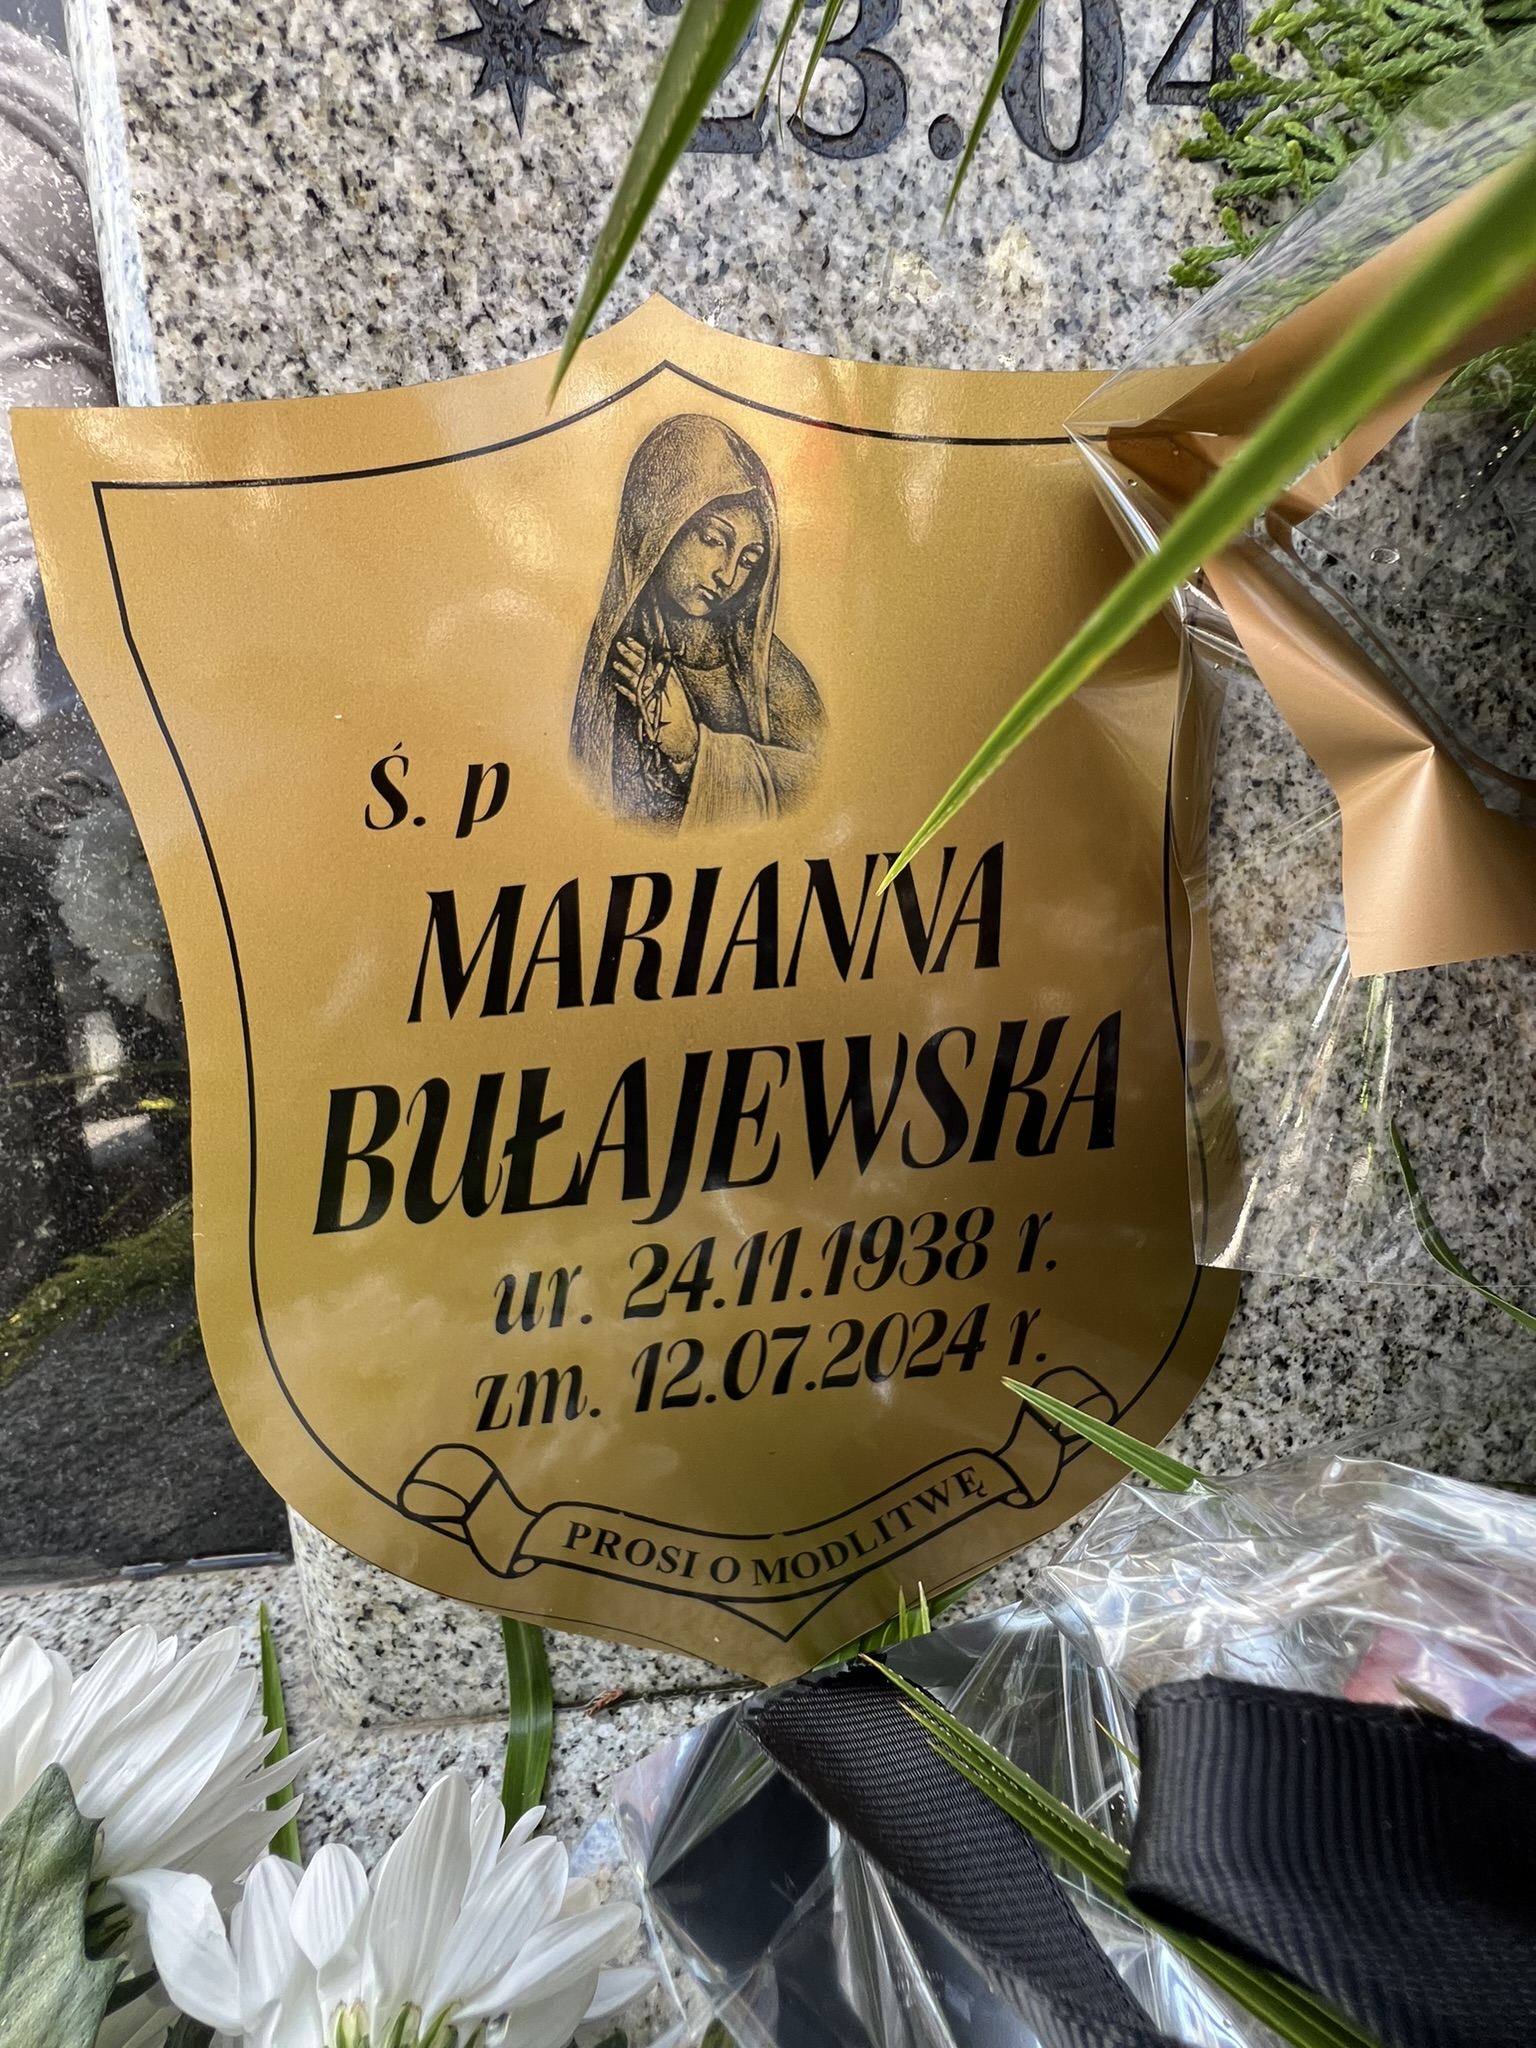 * 23.04
Ś. p
MARIANNA
BUŁAJEWSKA
ur. 24.11.1938 r.
zm. 12.07.2024 r.
PROSI O MODLITWĘ